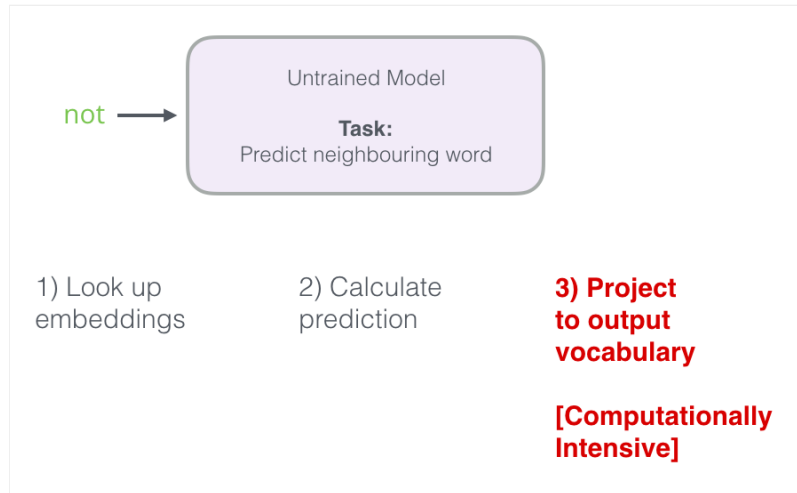 Untrained Model
not
Task:
Predict neighbouring word
1) Look up
embeddings
2) Calculate
prediction
3) Project
to output
vocabulary
[Computationally
Intensive]